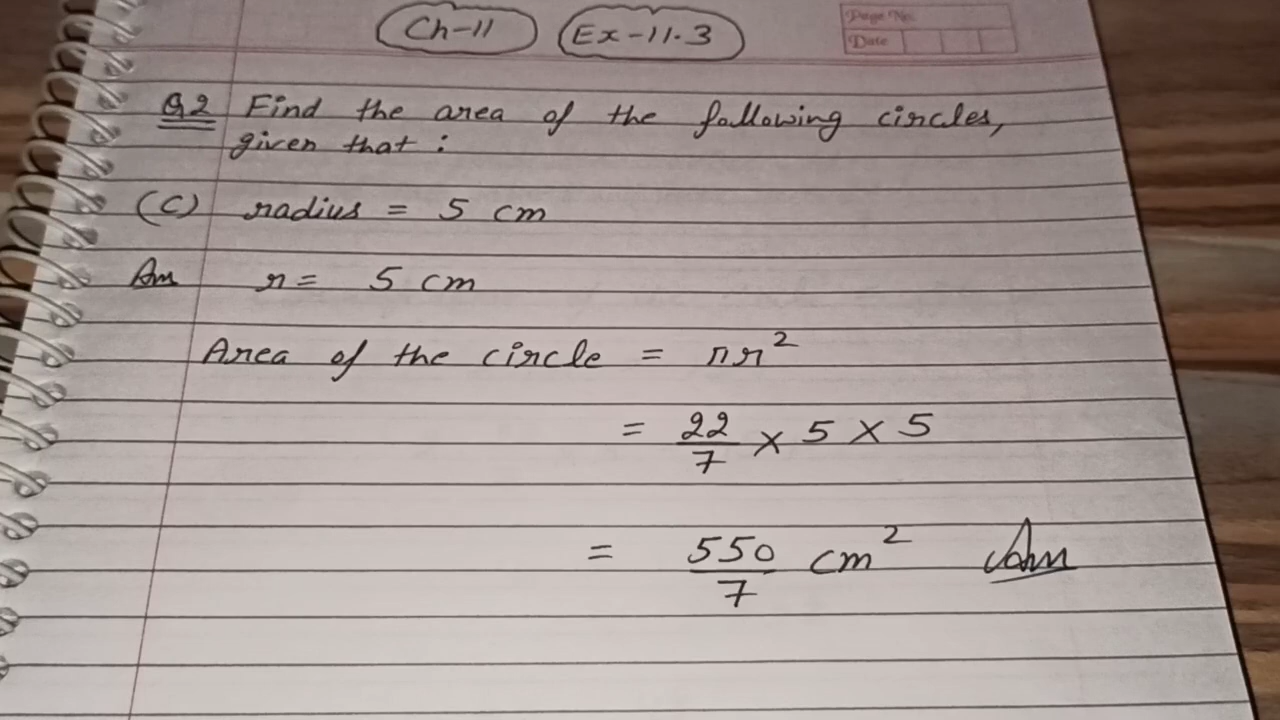 Ch-11 Ex-11.3
Page No.
Date
Q2 Find the area of the following circles,
given that :
(C) radius = 5 cm
Ans r = 5 cm
Area of the circle = πr²
= 22/7 × 5 × 5
= 550/7 cm² Ans